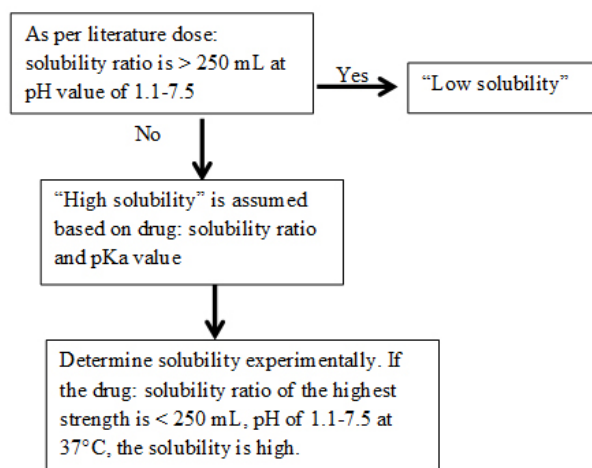 As per literature dose:
solubility ratio is > 250 mL at
pH value of 1.1-7.5
Yes
“Low solubility”
No
“High solubility” is assumed
based on drug: solubility ratio
and pKa value
Determine solubility experimentally. If
the drug: solubility ratio of the highest
strength is < 250 mL, pH of 1.1-7.5 at
37°C, the solubility is high.